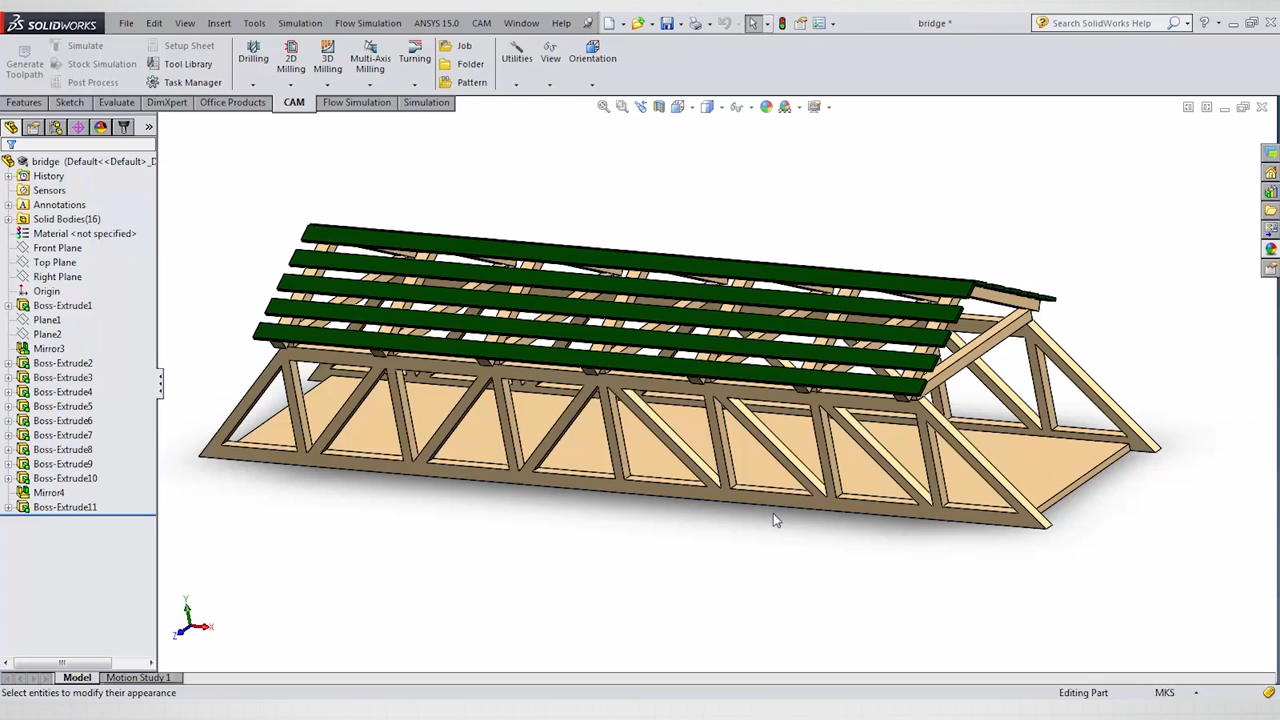 SOLIDWORKS File Edit View Insert Tools Simulation Flow Simulation ANSYS 15.0 CAM Window Help bridge * Search SolidWorks Help
Generate Toolpath
Simulate
Stock Simulation
Post Process
Setup Sheet
Tool Library
Task Manager
Drilling
2D Milling
3D Milling
Multi-Axis Milling
Turning
Job
Folder
Pattern
Utilities
View
Orientation
Features Sketch Evaluate DimXpert Office Products CAM Flow Simulation Simulation
bridge (Default<<Default>_D
History
Sensors
Annotations
Solid Bodies(16)
Material <not specified>
Front Plane
Top Plane
Right Plane
Origin
Boss-Extrude1
Plane1
Plane2
Mirror3
Boss-Extrude2
Boss-Extrude3
Boss-Extrude4
Boss-Extrude5
Boss-Extrude6
Boss-Extrude7
Boss-Extrude8
Boss-Extrude9
Boss-Extrude10
Mirror4
Boss-Extrude11
Y
X
Z
Model Motion Study 1
Select entities to modify their appearance Editing Part MKS